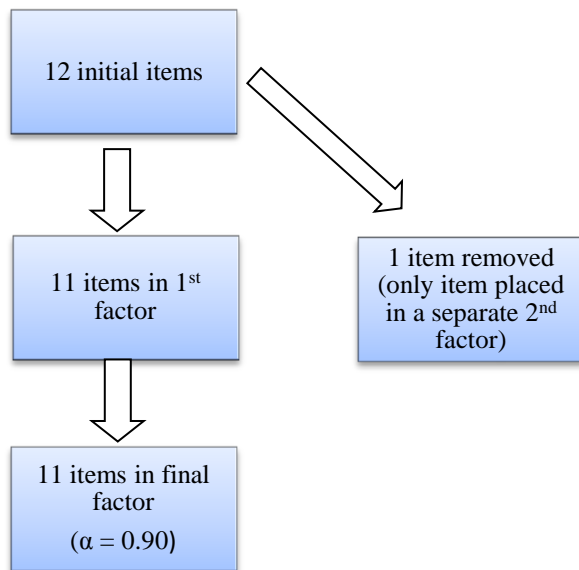 12 initial items
11 items in 1st
factor
1 item removed
(only item placed
in a separate 2nd
factor)
11 items in final
factor
(α = 0.90)